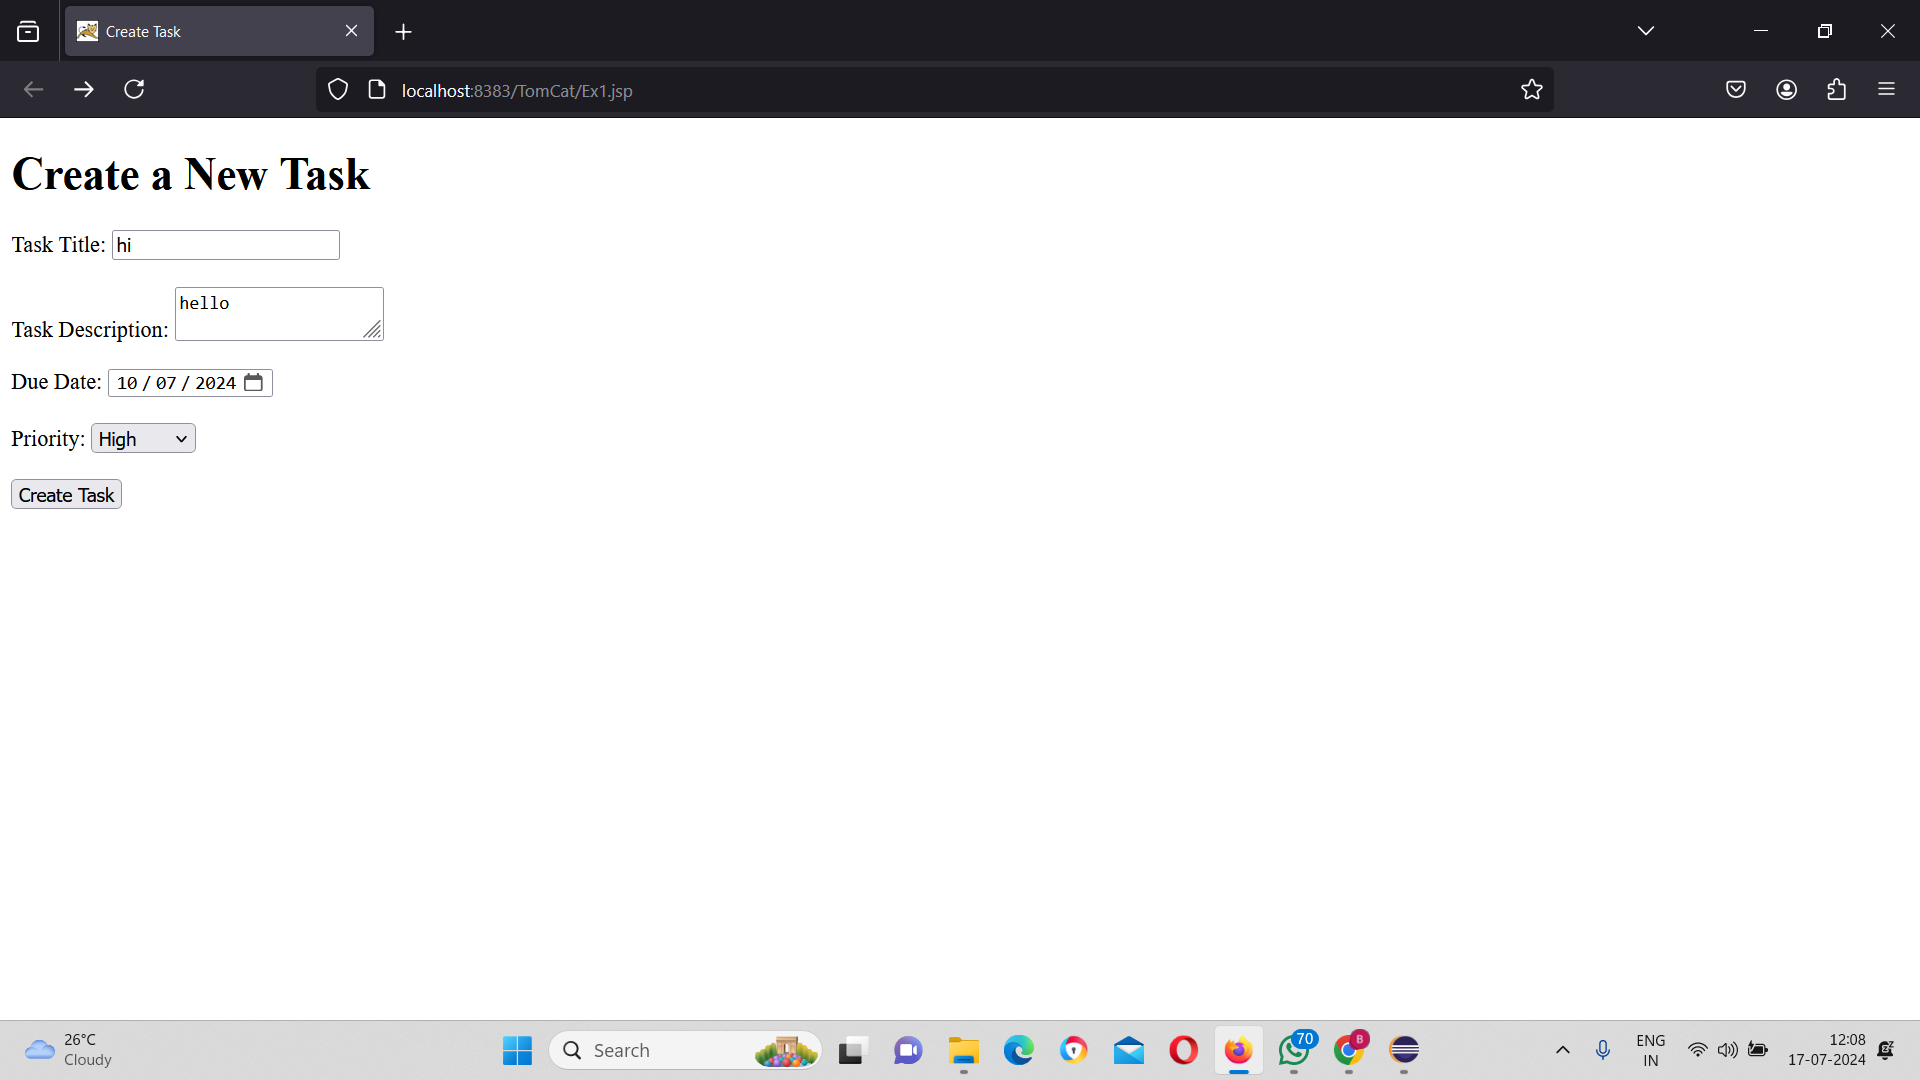 Create Task
localhost:8383/TomCat/Ex1.jsp
Create a New Task
Task Title: hi
Task Description: hello
Due Date: 10 / 07 / 2024
Priority: High
Create Task
26°C
Cloudy
Search
70
B
ENG
IN
12:08
17-07-2024